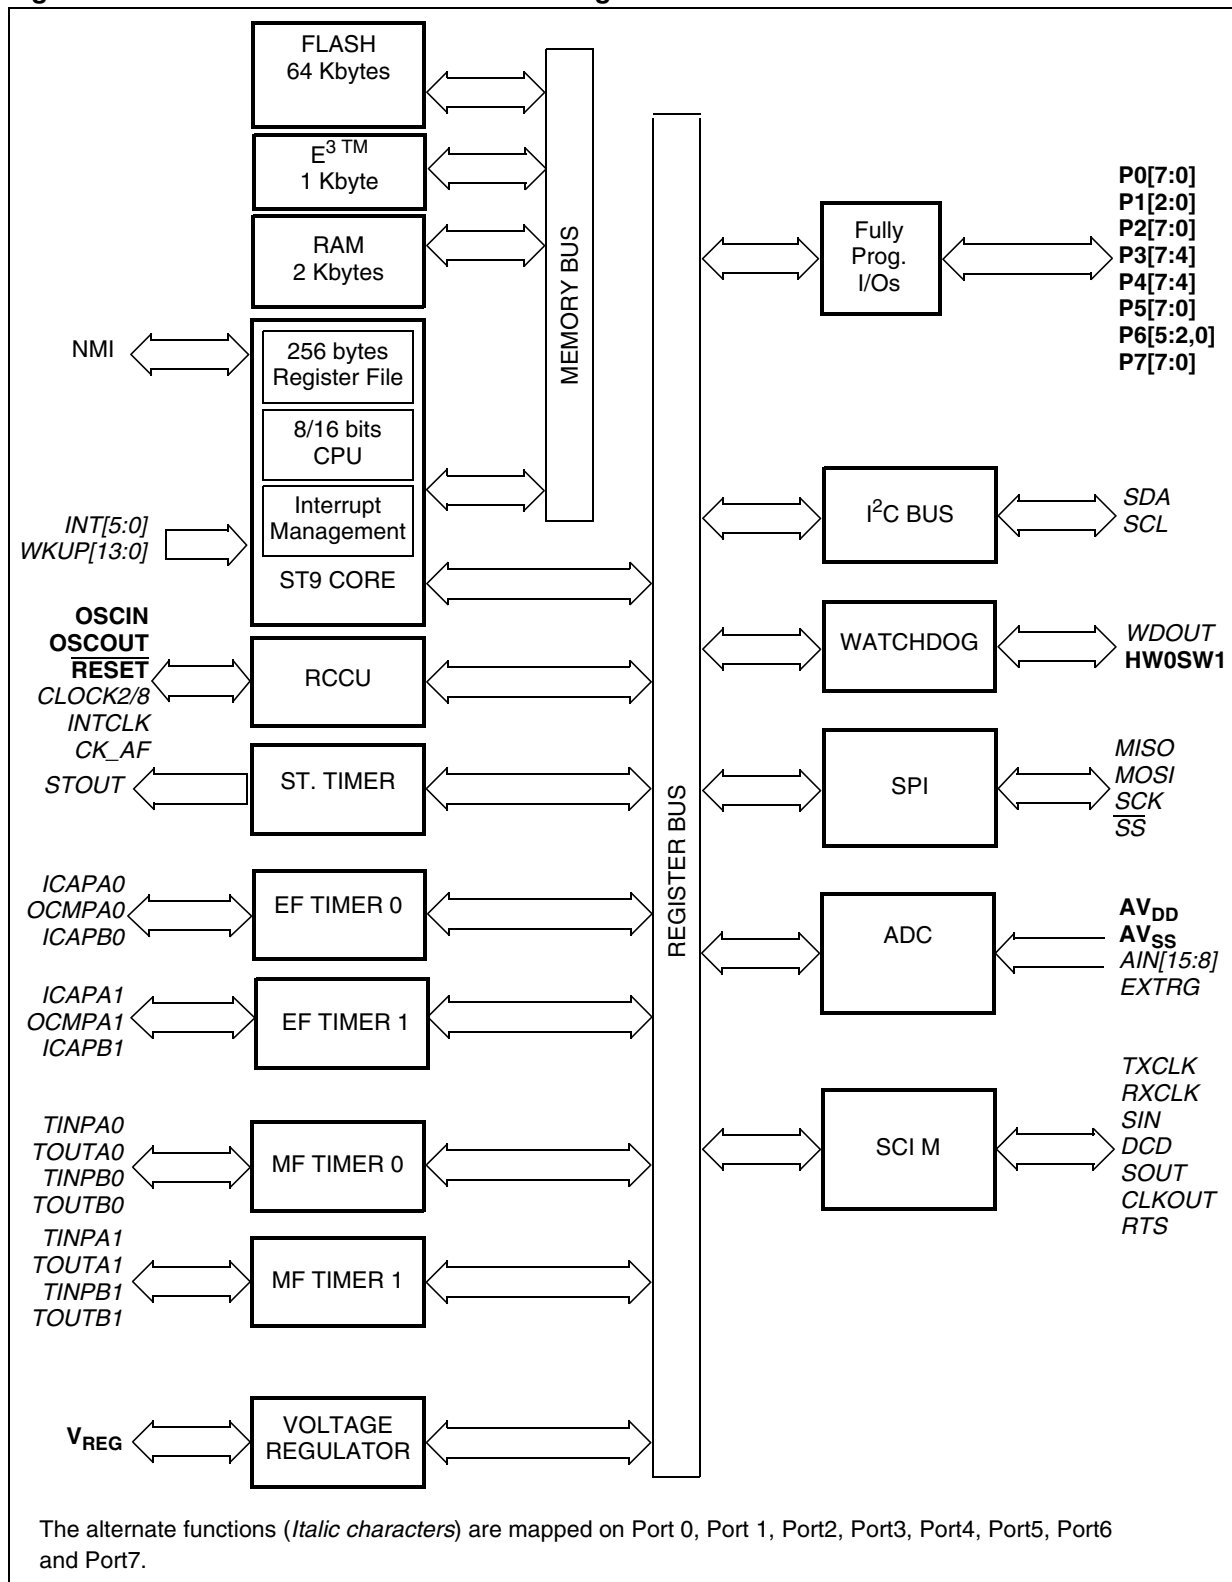 FLASH
64 Kbytes
E3 TM
1 Kbyte
RAM
2 Kbytes
NMI
256 bytes
Register File
8/16 bits
CPU
Interrupt
Management
ST9 CORE
INT[5:0]
WKUP[13:0]
OSCIN
OSCOUT
RESET
CLOCK2/8
INTCLK
CK_AF
RCCU
STOUT
ST. TIMER
ICAPA0
OCMPA0
ICAPB0
EF TIMER 0
ICAPA1
OCMPA1
ICAPB1
EF TIMER 1
TINPA0
TOUTA0
TINPB0
TOUTB0
MF TIMER 0
TINPA1
TOUTA1
TINPB1
TOUTB1
MF TIMER 1
VREG
VOLTAGE
REGULATOR
MEMORY BUS
REGISTER BUS
Fully
Prog.
I/Os
P0[7:0]
P1[2:0]
P2[7:0]
P3[7:4]
P4[7:4]
P5[7:0]
P6[5:2,0]
P7[7:0]
I2C BUS
SDA
SCL
WATCHDOG
WDOUT
HW0SW1
SPI
MISO
MOSI
SCK
SS
ADC
AVDD
AVSS
AIN[15:8]
EXTRG
SCI M
TXCLK
RXCLK
SIN
DCD
SOUT
CLKOUT
RTS
The alternate functions (Italic characters) are mapped on Port 0, Port 1, Port2, Port3, Port4, Port5, Port6
and Port7.